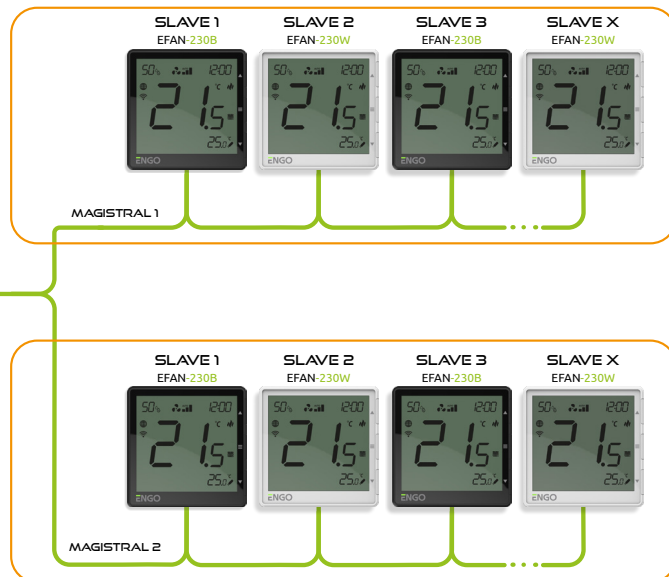 SLAVE 1 SLAVE 2 SLAVE 3 SLAVE X
EFAN-230B EFAN-230W EFAN-230B EFAN-230W
50% 12:00 50% 12:00 50% 12:00 50% 12:00
21.5 °C 21.5 °C 21.5 °C 21.5 °C
25.0 °C 25.0 °C 25.0 °C 25.0 °C
ENGO ENGO ENGO ENGO
MAGISTRAL 1
SLAVE 1 SLAVE 2 SLAVE 3 SLAVE X
EFAN-230B EFAN-230W EFAN-230B EFAN-230W
50% 12:00 50% 12:00 50% 12:00 50% 12:00
21.5 °C 21.5 °C 21.5 °C 21.5 °C
25.0 °C 25.0 °C 25.0 °C 25.0 °C
ENGO ENGO ENGO ENGO
MAGISTRAL 2